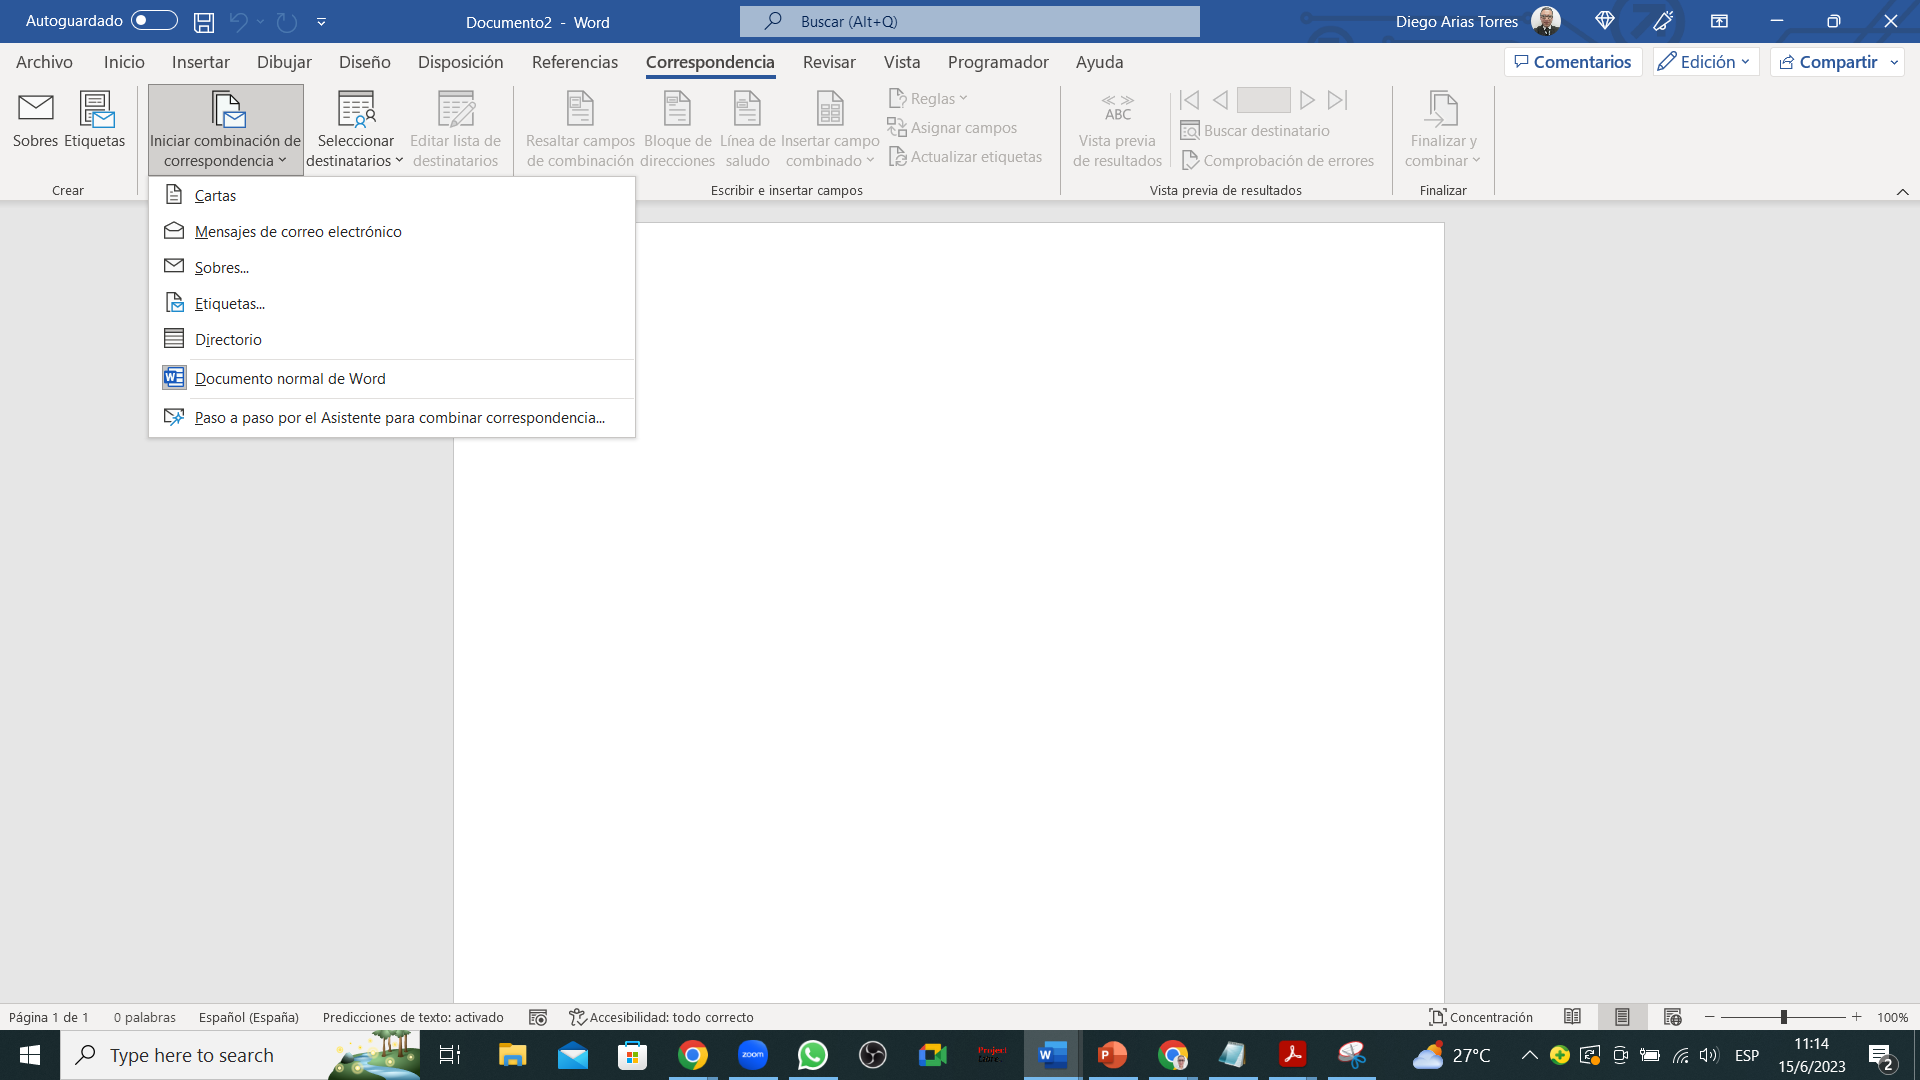 Autoguardado
Documento2 - Word
Buscar (Alt+Q)
Diego Arias Torres
Archivo Inicio Insertar Dibujar Diseño Disposición Referencias Correspondencia Revisar Vista Programador Ayuda
Comentarios Edición Compartir
Sobres Etiquetas
Crear
Iniciar combinación de
correspondencia
Seleccionar
destinatarios
Editar lista de
destinatarios
Resaltar campos
de combinación
Bloque de
direcciones
Línea de
saludo
Insertar campo
combinado
Reglas
Asignar campos
Actualizar etiquetas
Escribir e insertar campos
≪ ≫
ABC
Vista previa
de resultados
Buscar destinatario
Comprobación de errores
Vista previa de resultados
Finalizar y
combinar
Finalizar
Cartas
Mensajes de correo electrónico
Sobres...
Etiquetas...
Directorio
Documento normal de Word
Paso a paso por el Asistente para combinar correspondencia...
Página 1 de 1 0 palabras Español (España) Predicciones de texto: activado Accesibilidad: todo correcto
Concentración 100%
Type here to search
zoom
Project
Libre
27°C
ESP
11:14
15/6/2023
2